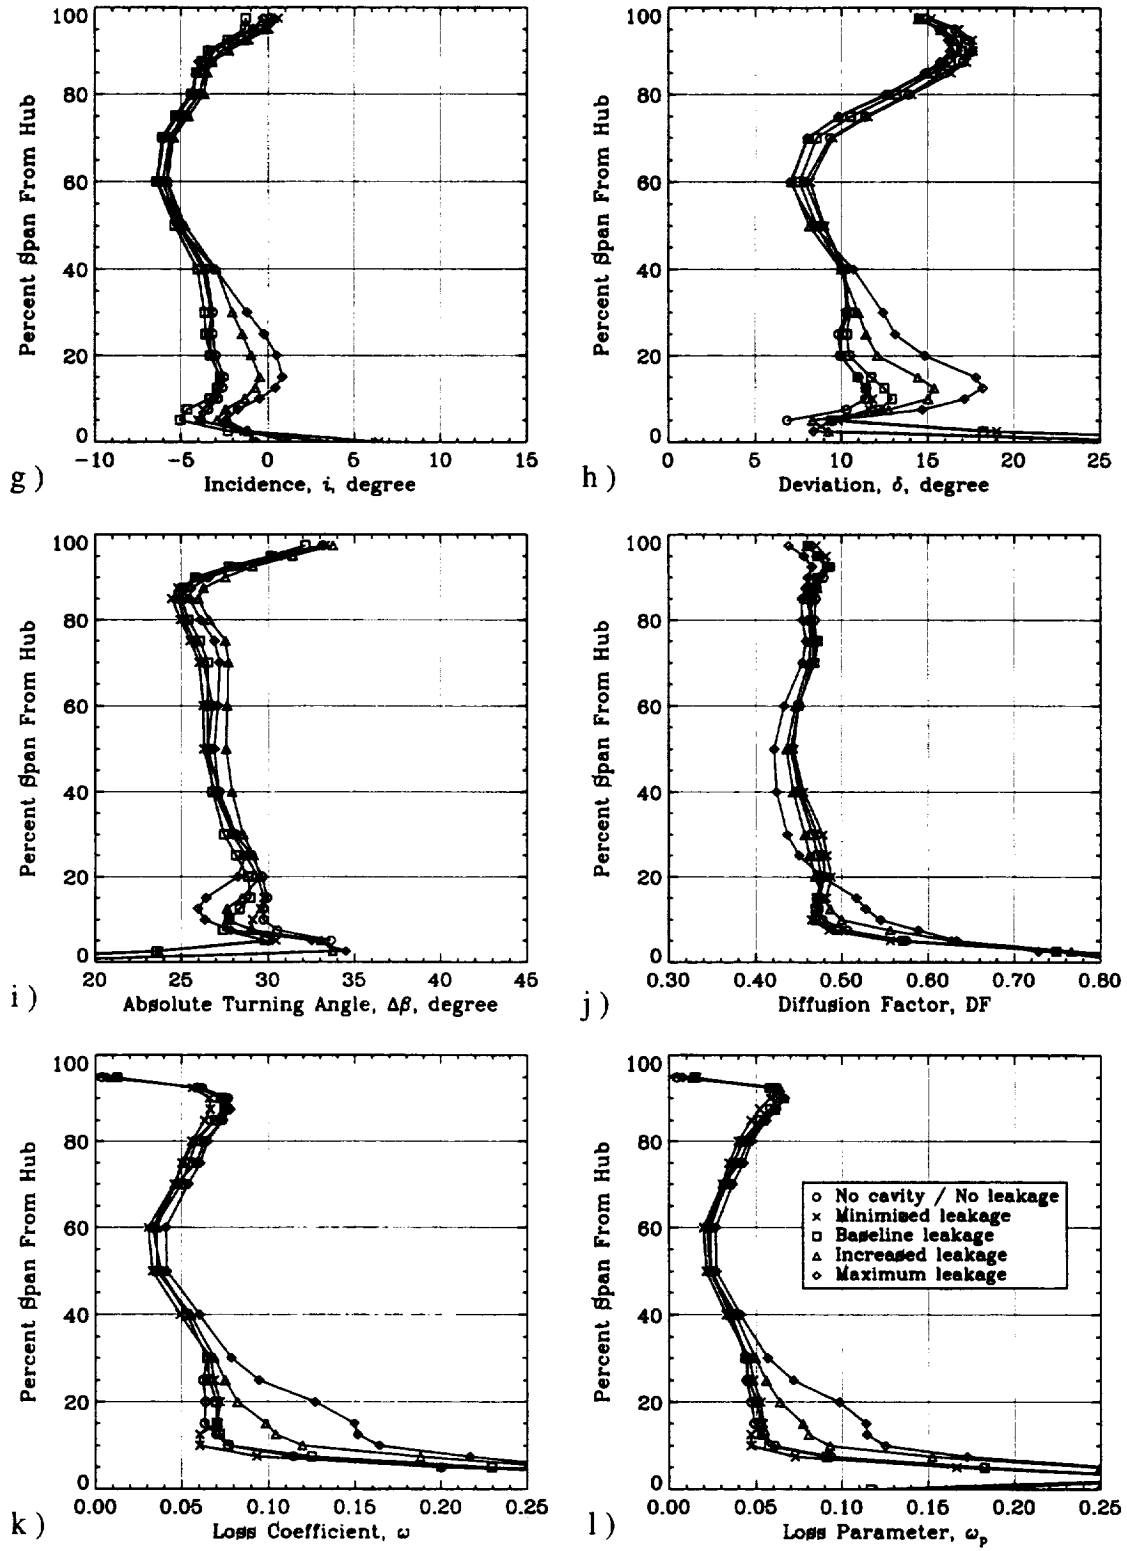 100
80
60
40
20
0
Percent Span From Hub
-10 -5 0 5 10 15
Incidence, i, degree
g )
100
80
60
40
20
0
Percent Span From Hub
0 5 10 15 20 25
Deviation, δ, degree
h )
100
80
60
40
20
0
Percent Span From Hub
20 25 30 35 40 45
Absolute Turning Angle, Δβ, degree
i )
100
80
60
40
20
0
Percent Span From Hub
0.30 0.40 0.50 0.60 0.70 0.80
Diffusion Factor, DF
j )
100
80
60
40
20
0
Percent Span From Hub
0.00 0.05 0.10 0.15 0.20 0.25
Loss Coefficient, ω
k )
100
80
60
40
20
0
Percent Span From Hub
No cavity / No leakage
Minimised leakage
Baseline leakage
Increased leakage
Maximum leakage
0.00 0.05 0.10 0.15 0.20 0.25
Loss Parameter, ωp
l )